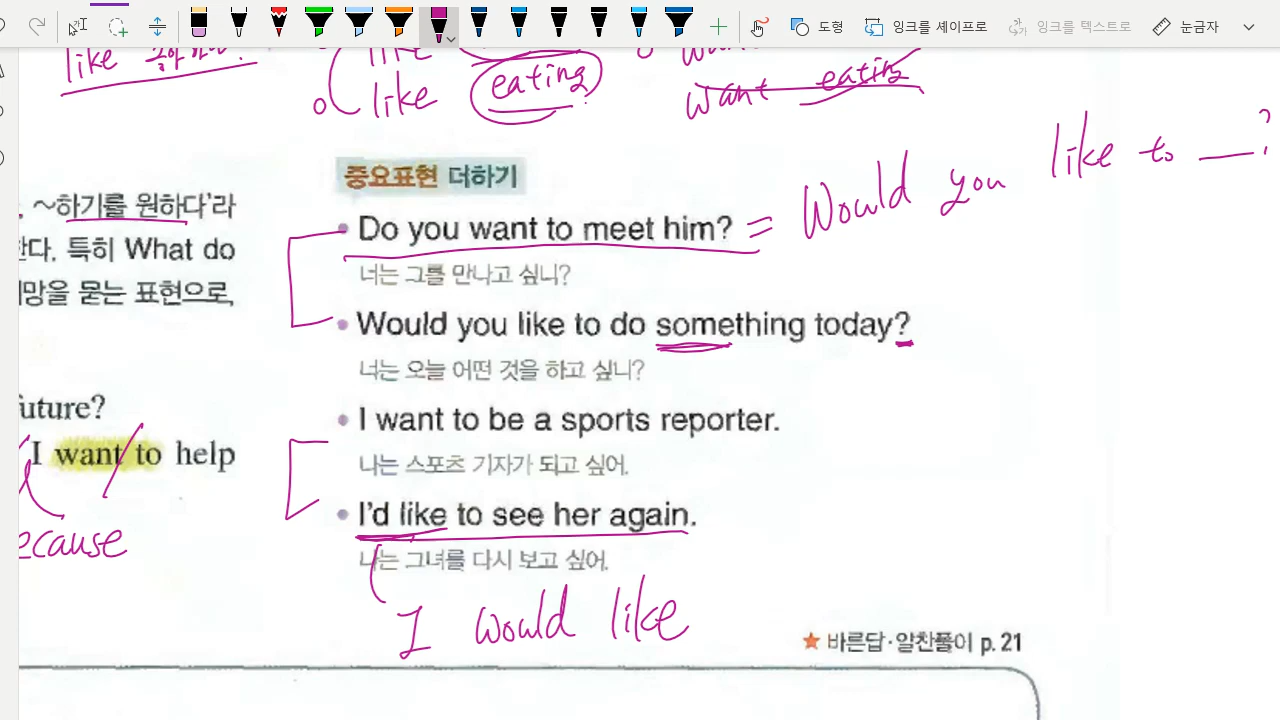 도형 잉크를 셰이프로 잉크를 텍스트로 눈금자
like
like eating want eating
중요표현 더하기
~하기를 원하다'라
• Do you want to meet him? = Would you like to __?
한다. 특히 What do
너는 그를 만나고 싶니?
망을 묻는 표현으로,
• Would you like to do something today?
너는 오늘 어떤 것을 하고 싶니?
future?
• I want to be a sports reporter.
I want to help
나는 스포츠 기자가 되고 싶어.
• I'd like to see her again.
ecause
나는 그녀를 다시 보고 싶어.
I would like
★ 바른답·알찬풀이 p. 21